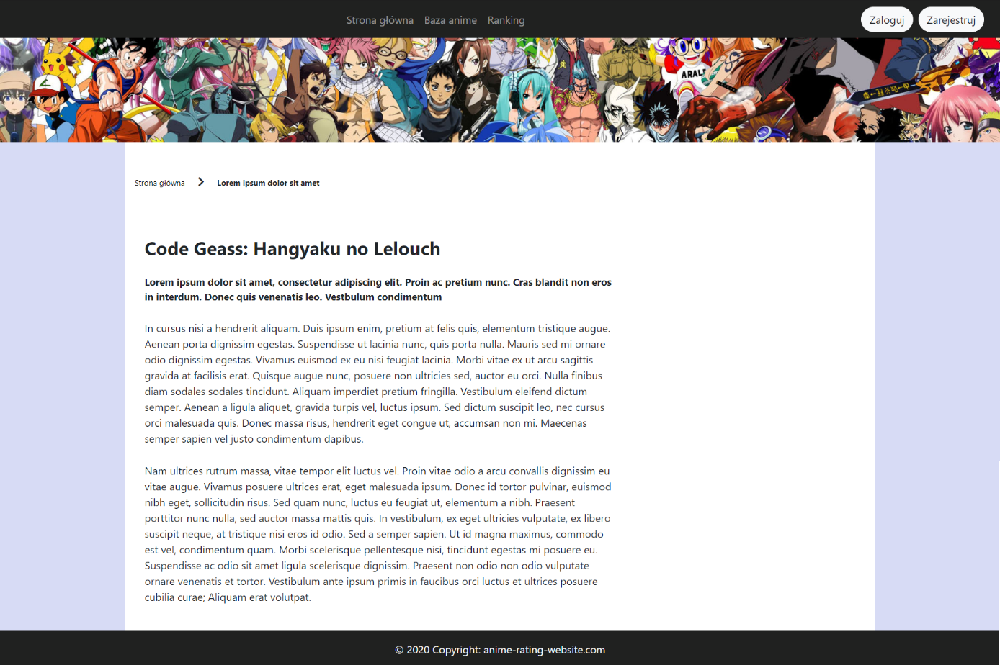 Strona główna Baza anime Ranking Zaloguj Zarejestruj
ARALE
Strona główna Lorem ipsum dolor sit amet
Code Geass: Hangyaku no Lelouch
Lorem ipsum dolor sit amet, consectetur adipiscing elit. Proin ac pretium nunc. Cras blandit non eros
in interdum. Donec quis venenatis leo. Vestbulum condimentum
In cursus nisi a hendrerit aliquam. Duis ipsum enim, pretium at felis quis, elementum tristique augue.
Aenean porta dignissim egestas. Suspendisse ut lacinia nunc, quis porta nulla. Mauris sed mi ornare
odio dignissim egestas. Vivamus euismod ex eu nisi feugiat lacinia. Morbi vitae ex ut arcu sagittis
gravida at facilisis erat. Quisque augue nunc, posuere non ultricies sed, auctor eu orci. Nulla finibus
diam sodales sodales tincidunt. Aliquam imperdiet pretium fringilla. Vestibulum eleifend dictum
semper. Aenean a ligula aliquet, gravida turpis vel, luctus ipsum. Sed dictum suscipit leo, nec cursus
orci malesuada quis. Donec massa risus, hendrerit eget congue ut, accumsan non mi. Maecenas
semper sapien vel justo condimentum dapibus.
Nam ultrices rutrum massa, vitae tempor elit luctus vel. Proin vitae odio a arcu convallis dignissim eu
vitae augue. Vivamus posuere ultrices erat, eget malesuada ipsum. Donec id tortor pulvinar, euismod
nibh eget, sollicitudin risus. Sed quam nunc, luctus eu feugiat ut, elementum a nibh. Praesent
porttitor nunc nulla, sed auctor massa mattis quis. In vestibulum, ex eget ultricies vulputate, ex libero
suscipit neque, at tristique nisi eros id odio. Sed a semper sapien. Ut id magna maximus, commodo
est vel, condimentum quam. Morbi scelerisque pellentesque nisi, tincidunt egestas mi posuere eu.
Suspendisse ac odio sit amet ligula scelerisque dignissim. Praesent non odio non odio vulputate
ornare venenatis et tortor. Vestibulum ante ipsum primis in faucibus orci luctus et ultrices posuere
cubilia curae; Aliquam erat volutpat.
© 2020 Copyright: anime-rating-website.com